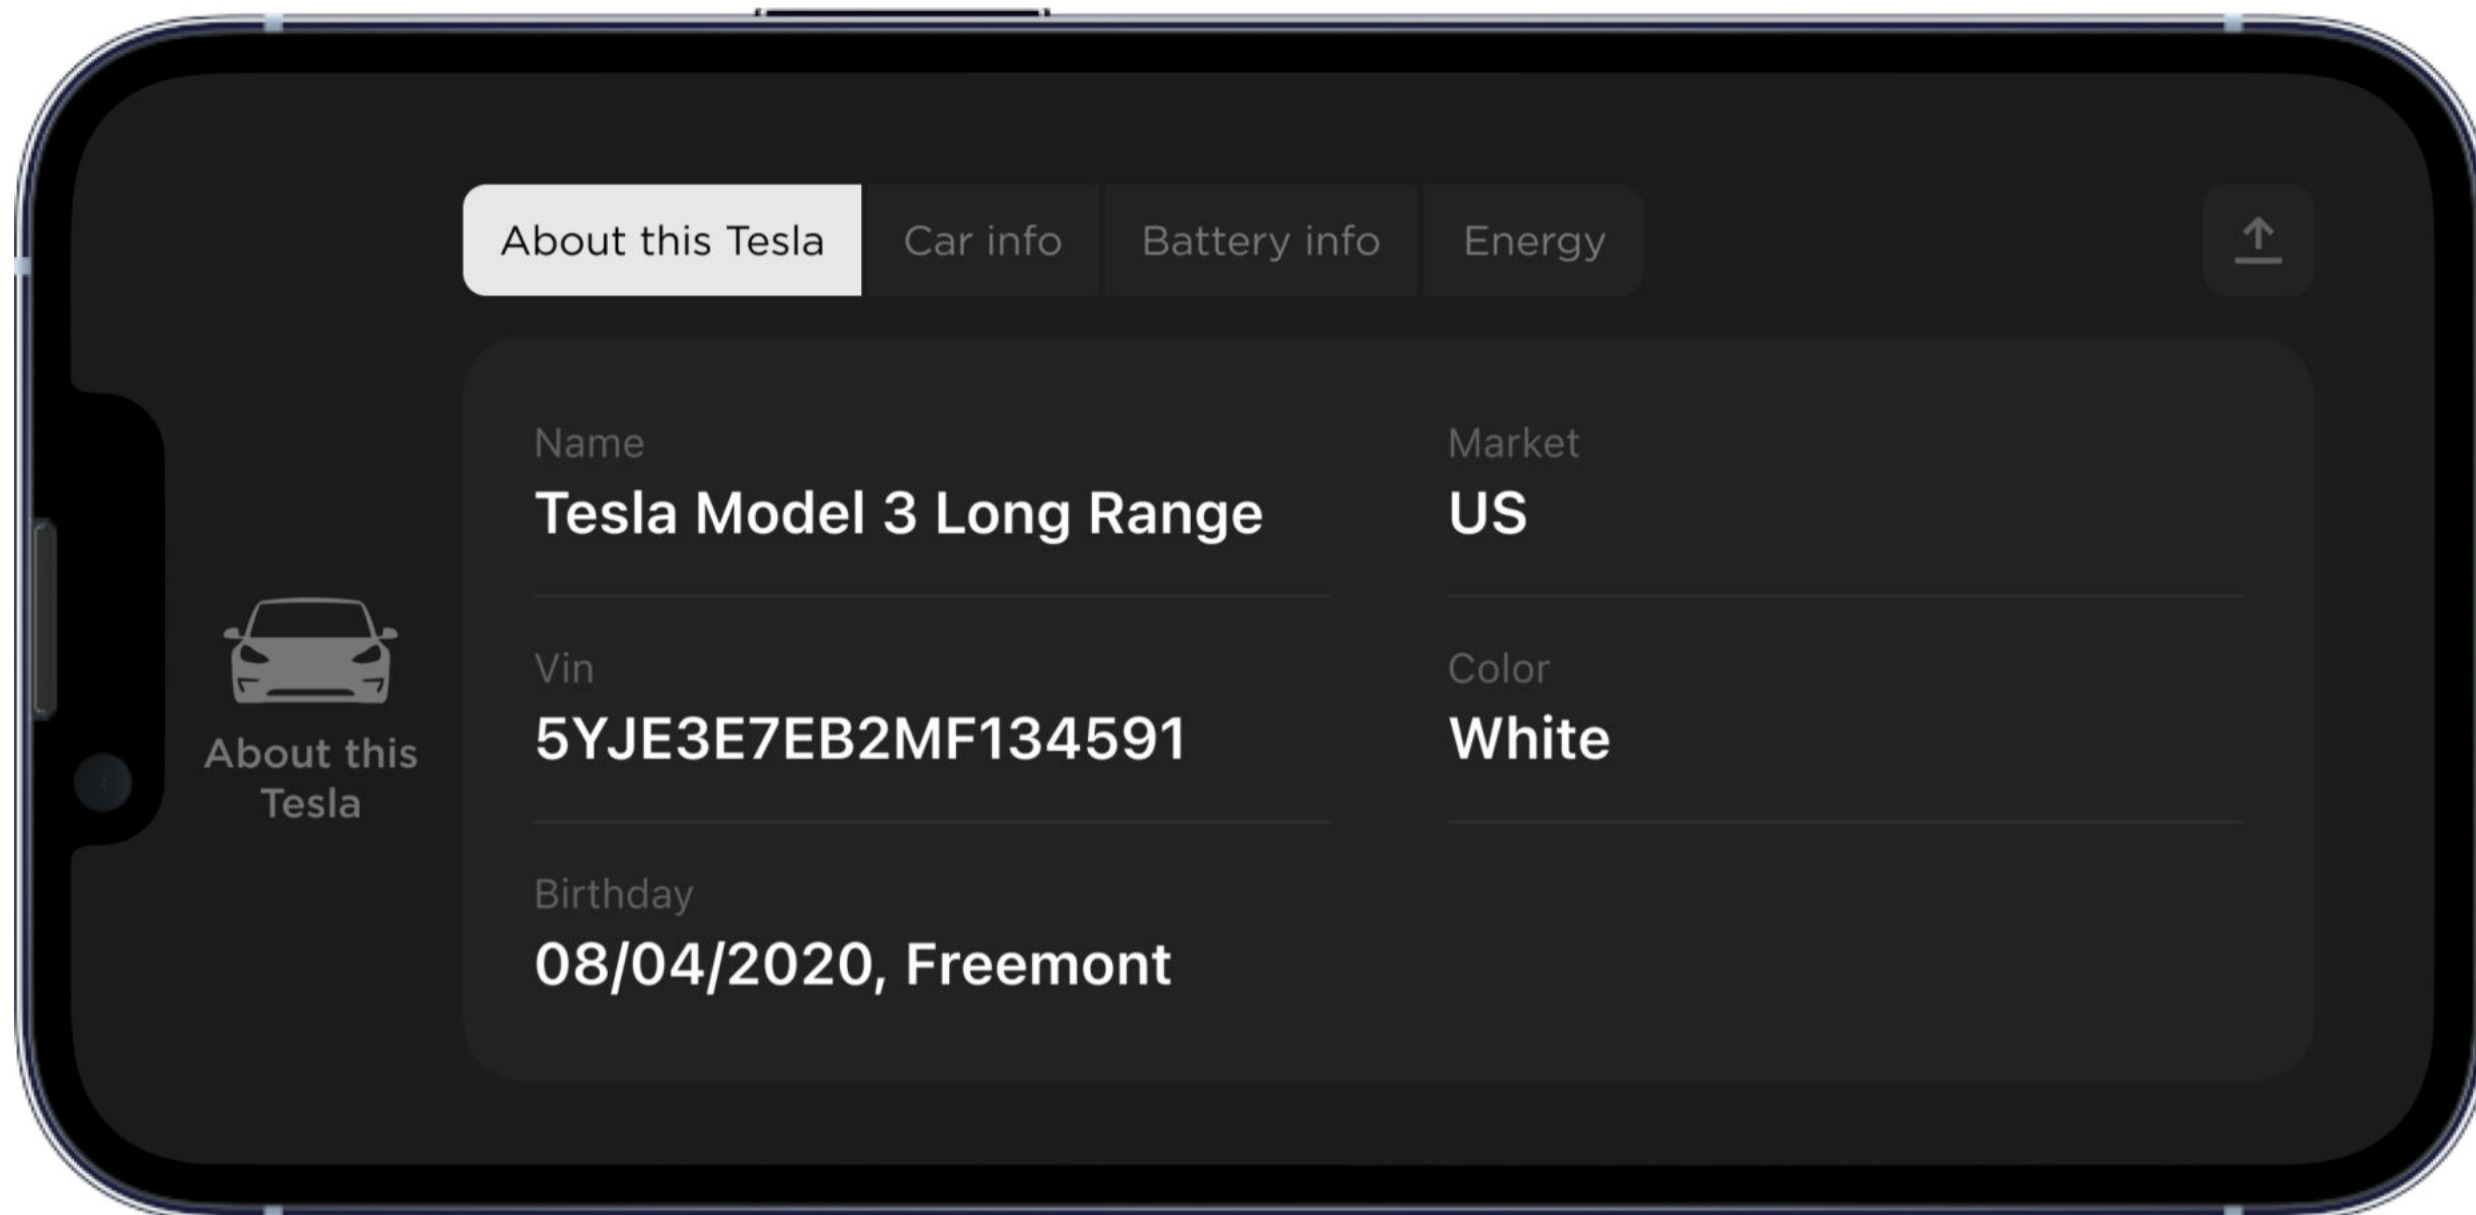 About this Tesla
Car info
Battery info
Energy
Name
Tesla Model 3 Long Range
Market
US
Vin
5YJE3E7EB2MF134591
Color
White
Birthday
08/04/2020, Freemont
About this
Tesla